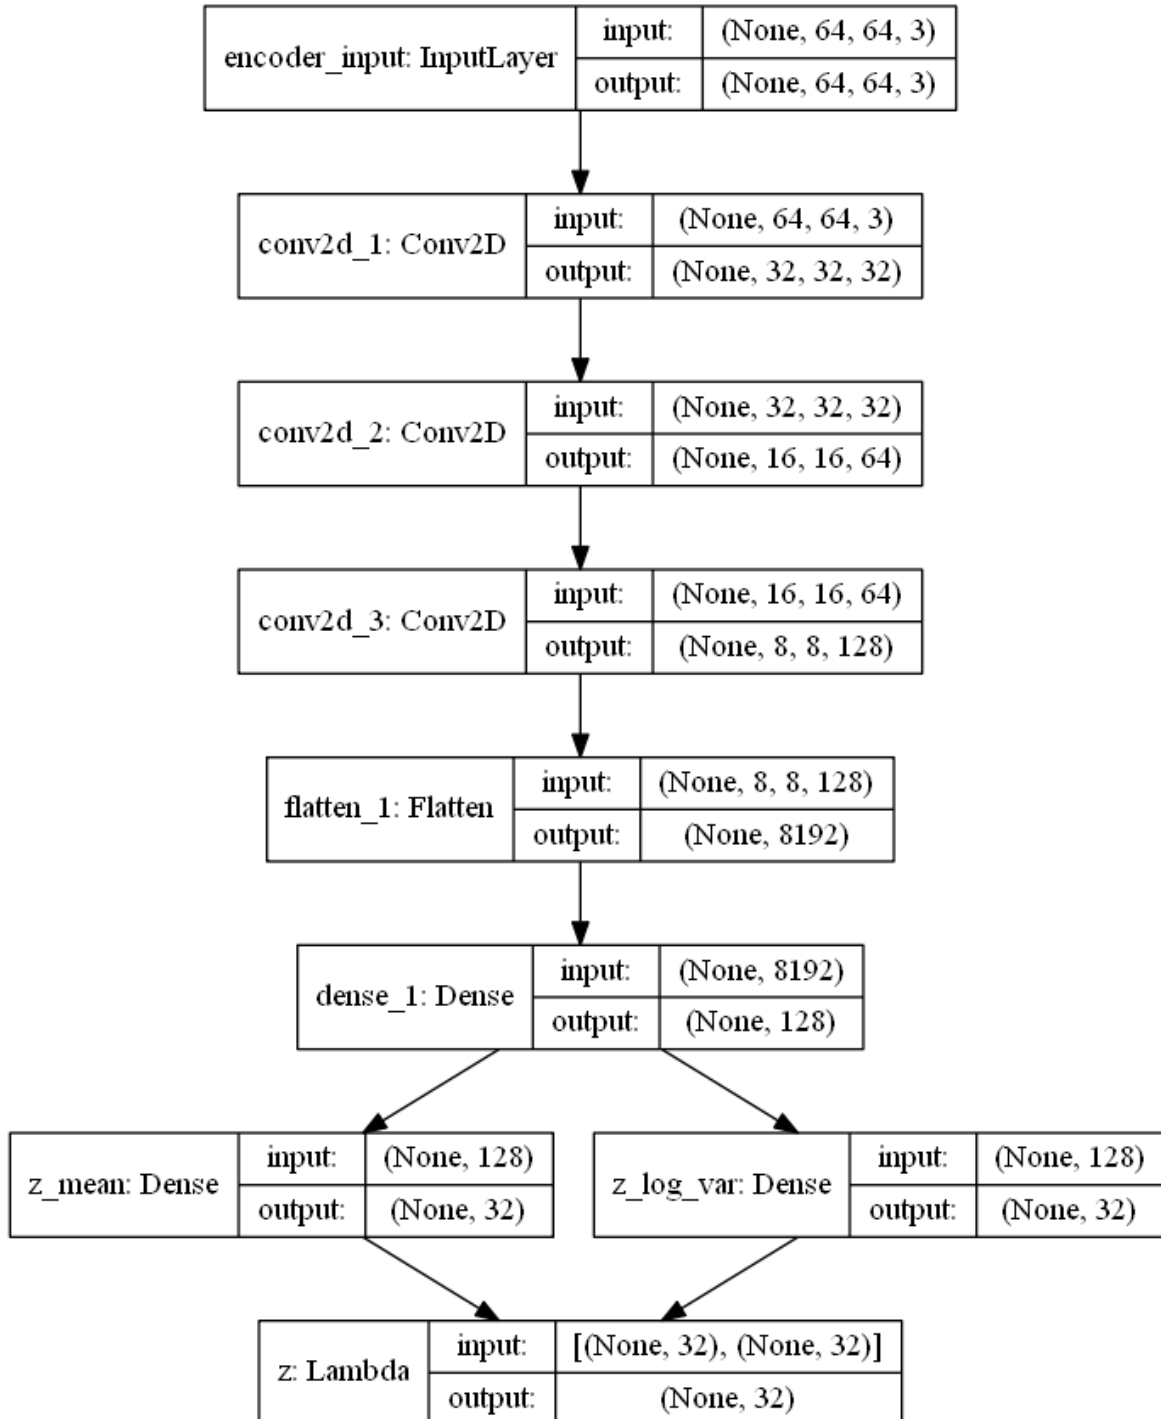 encoder_input: InputLayer
input: (None, 64, 64, 3)
output: (None, 64, 64, 3)
conv2d_1: Conv2D
input: (None, 64, 64, 3)
output: (None, 32, 32, 32)
conv2d_2: Conv2D
input: (None, 32, 32, 32)
output: (None, 16, 16, 64)
conv2d_3: Conv2D
input: (None, 16, 16, 64)
output: (None, 8, 8, 128)
flatten_1: Flatten
input: (None, 8, 8, 128)
output: (None, 8192)
dense_1: Dense
input: (None, 8192)
output: (None, 128)
z_mean: Dense
input: (None, 128)
output: (None, 32)
z_log_var: Dense
input: (None, 128)
output: (None, 32)
z: Lambda
input: [(None, 32), (None, 32)]
output: (None, 32)